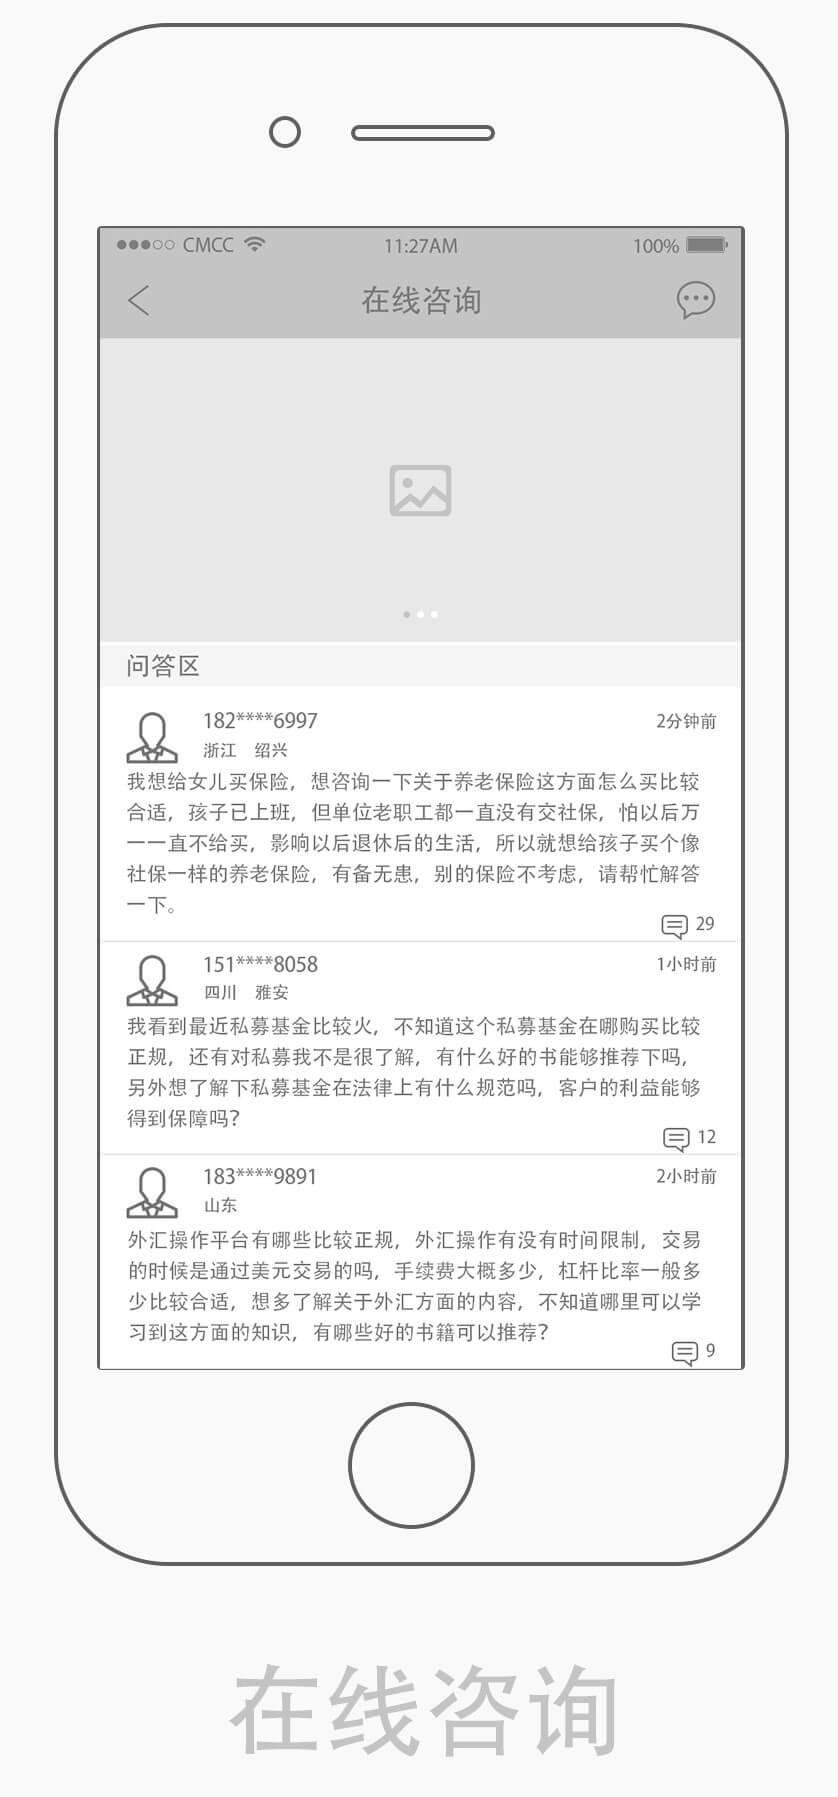 CMCC 11:27AM 100%
在线咨询
问答区
182****6997 2分钟前
浙江 绍兴
我想给女儿买保险，想咨询一下关于养老保险这方面怎么买比较
合适，孩子已上班，但单位老职工都一直没有交社保，怕以后万
一一直不给买，影响以后退休后的生活，所以就想给孩子买个像
社保一样的养老保险，有备无患，别的保险不考虑，请帮忙解答
一下。
29
151****8058 1小时前
四川 雅安
我看到最近私募基金比较火，不知道这个私募基金在哪购买比较
正规，还有对私募我不是很了解，有什么好的书能够推荐下吗，
另外想了解下私募基金在法律上有什么规范吗，客户的利益能够
得到保障吗?
12
183****9891 2小时前
山东
外汇操作平台有哪些比较正规，外汇操作有没有时间限制，交易
的时候是通过美元交易的吗，手续费大概多少，杠杆比率一般多
少比较合适，想多了解关于外汇方面的内容，不知道哪里可以学
习到这方面的知识，有哪些好的书籍可以推荐?
9
在线咨询